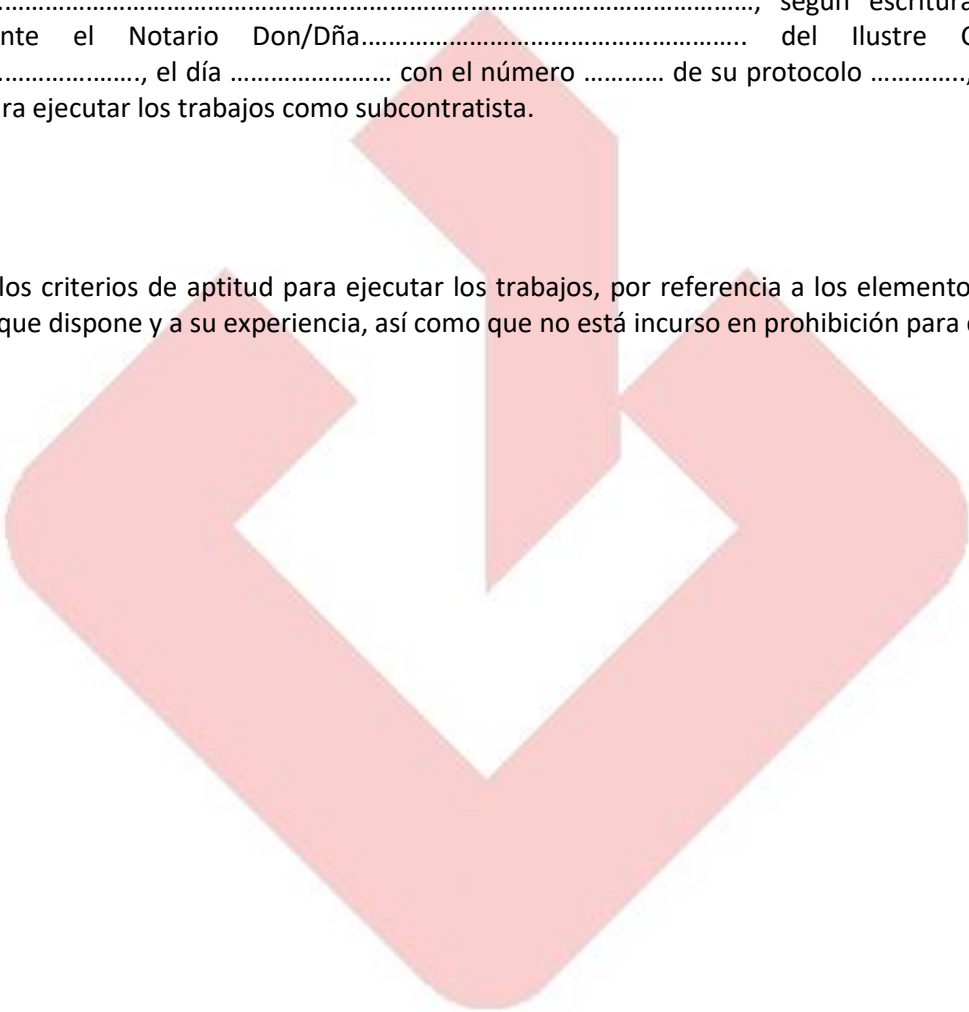 ……………………………………………………………………………………………, según escritura
nte el Notario Don/Dña…………………………………………….. del Ilustre
…………………., el día ………………… con el número ………… de su protocolo ………….,
ra ejecutar los trabajos como subcontratista.
los criterios de aptitud para ejecutar los trabajos, por referencia a los elemento
que dispone y a su experiencia, así como que no está incurso en prohibición para